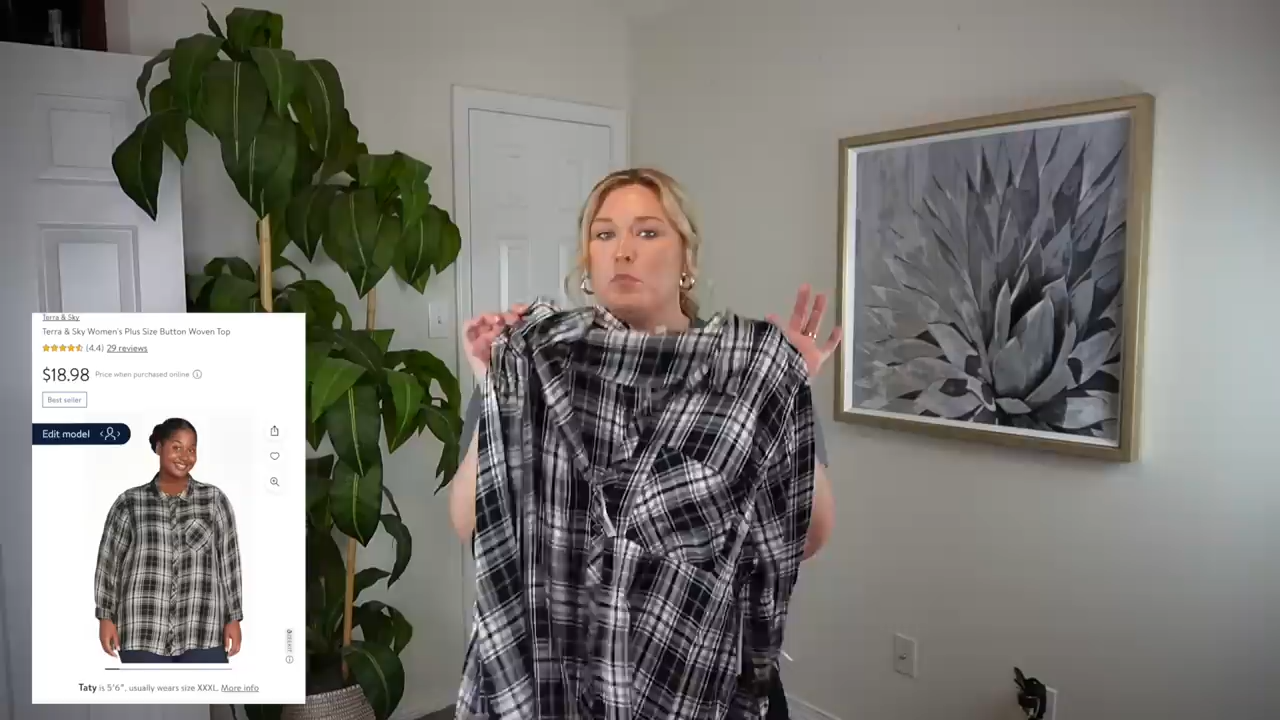 Terra & Sky
Terra & Sky Women's Plus Size Button Woven Top
(4.4) 29 reviews
$18.98 Price when purchased online
Best seller
Edit model
Taty is 5'6", usually wears size XXXL. More info